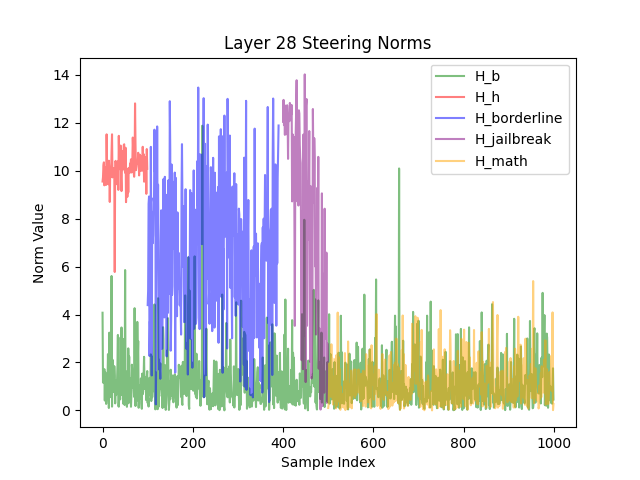 Layer 28 Steering Norms
H_b
H_h
H_borderline
H_jailbreak
H_math
Norm Value
14
12
10
8
6
4
2
0
0 200 400 600 800 1000
Sample Index